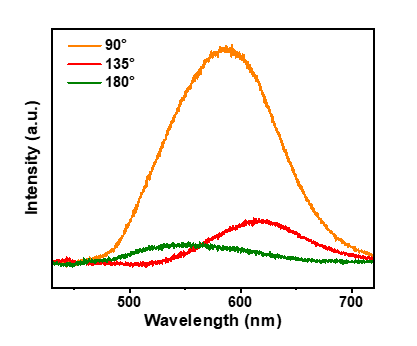 90°
135°
180°
Intensity (a.u.)
500 600 700
Wavelength (nm)